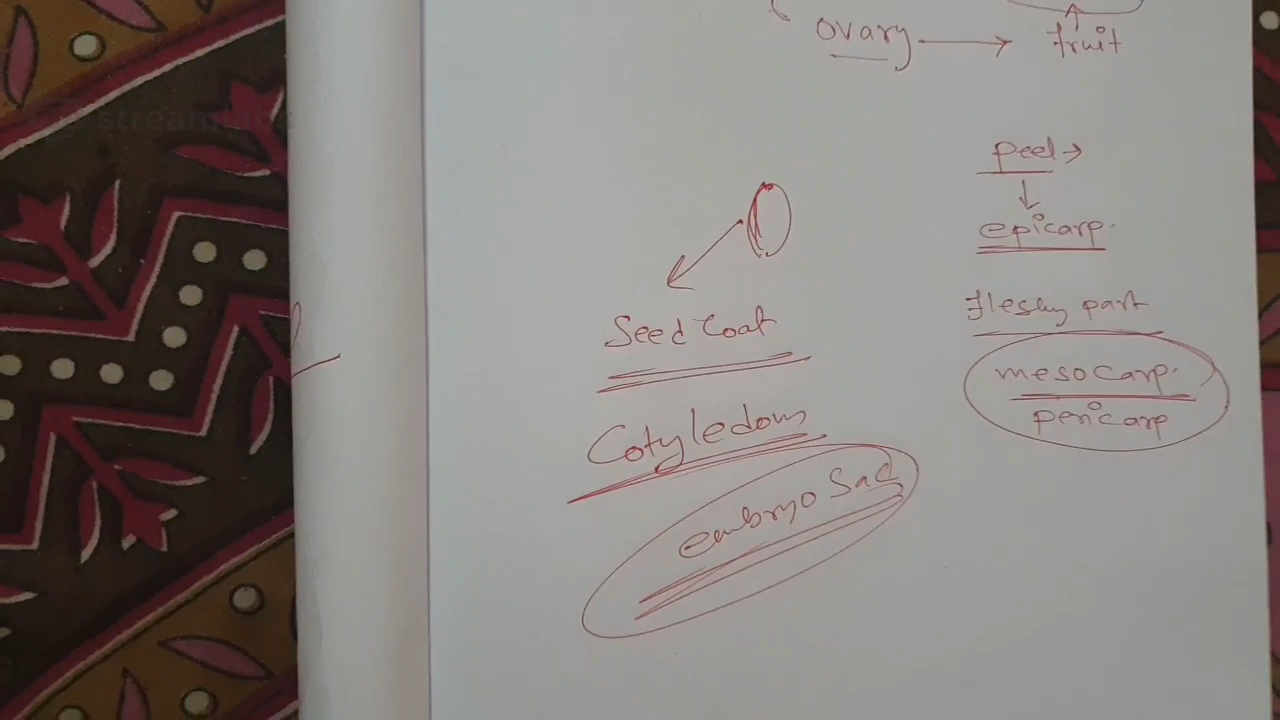 ovary → fruit
peel →
epicarp.
fleshy part
mesocarp.
pericarp
Seed Coat
Cotyledons
embryo Sac